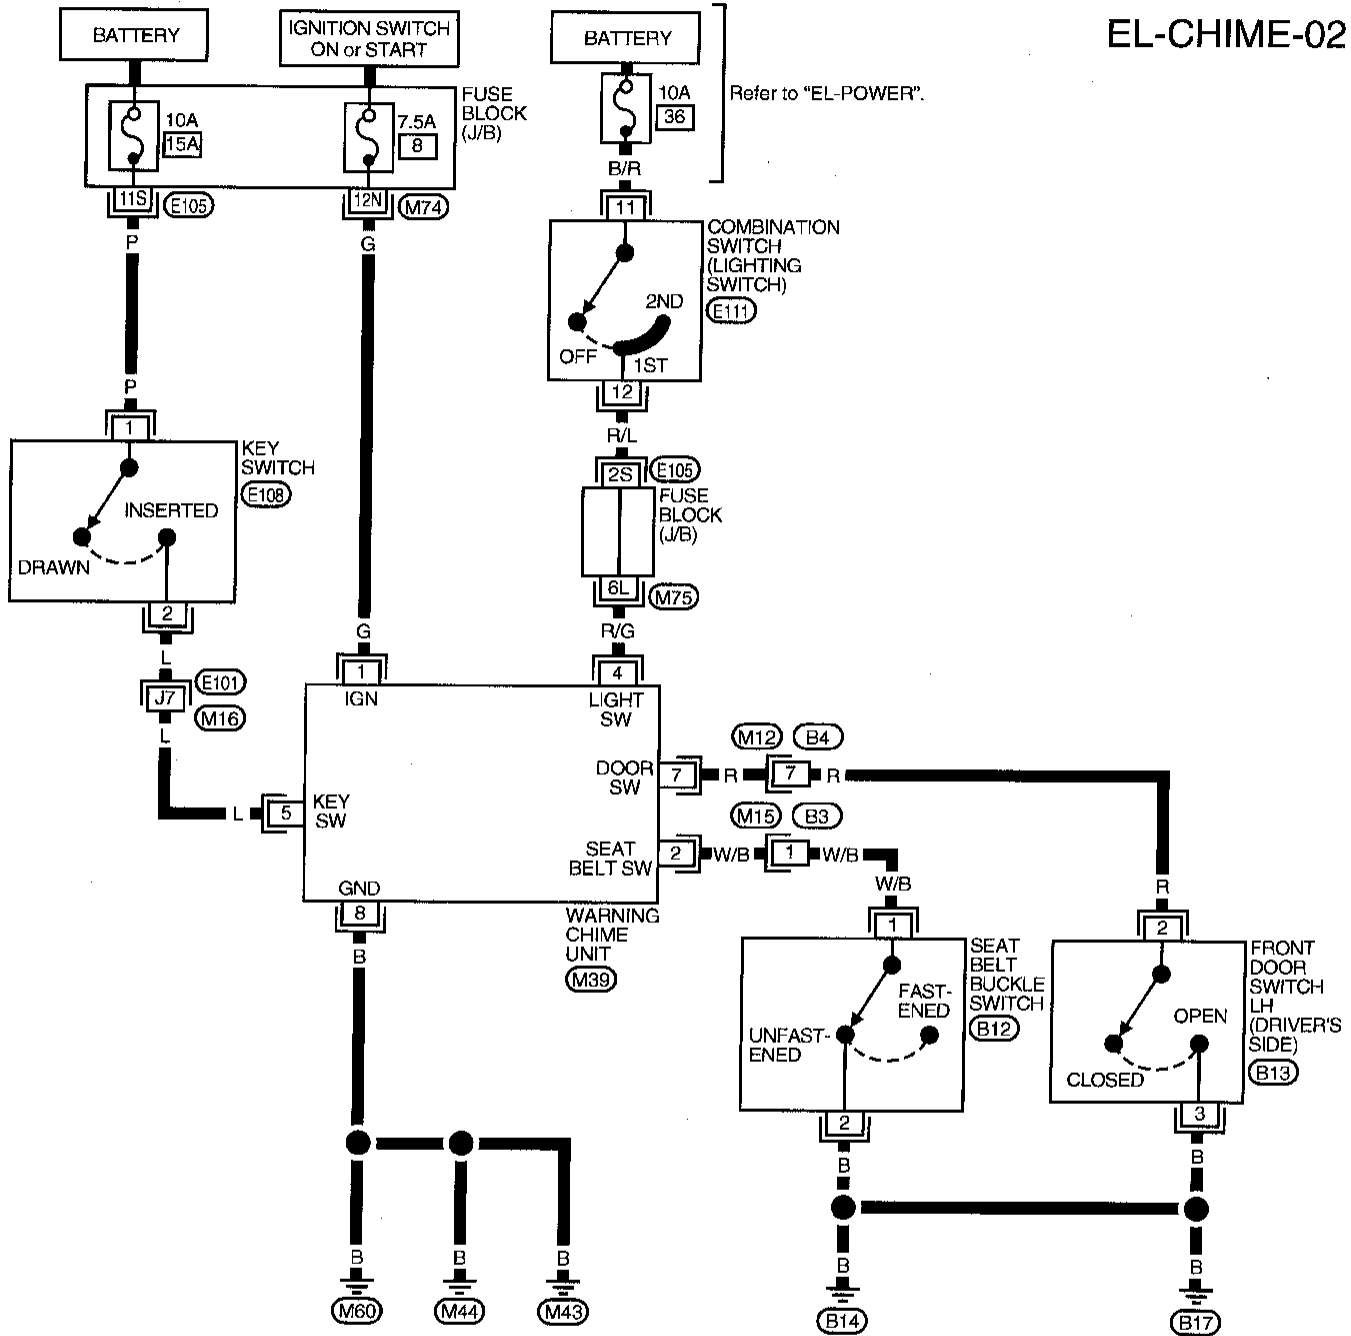 EL-CHIME-02
BATTERY
IGNITION SWITCH
ON or START
BATTERY
Refer to "EL-POWER".
10A
15A
7.5A
8
FUSE
BLOCK
(J/B)
10A
36
B/R
11S
E105
12N
M74
11
P
G
COMBINATION
SWITCH
(LIGHTING
SWITCH)
E111
2ND
OFF
1ST
12
P
R/L
1
KEY
SWITCH
E108
INSERTED
DRAWN
2S
E105
FUSE
BLOCK
(J/B)
6L
M75
2
G
R/G
L
1
4
J7
E101
M16
L
IGN
LIGHT
SW
DOOR
SW
7
R
M12
B4
7
R
L
5
KEY
SW
M15
B3
SEAT
BELT SW
2
W/B
1
W/B
GND
8
W/B
R
B
WARNING
CHIME
UNIT
M39
1
2
SEAT
BELT
BUCKLE
SWITCH
B12
FAST-
ENED
UNFAST-
ENED
FRONT
DOOR
SWITCH
LH
(DRIVER'S
SIDE)
B13
OPEN
CLOSED
2
3
B
B
B
B
B
B
B
M60
M44
M43
B14
B17